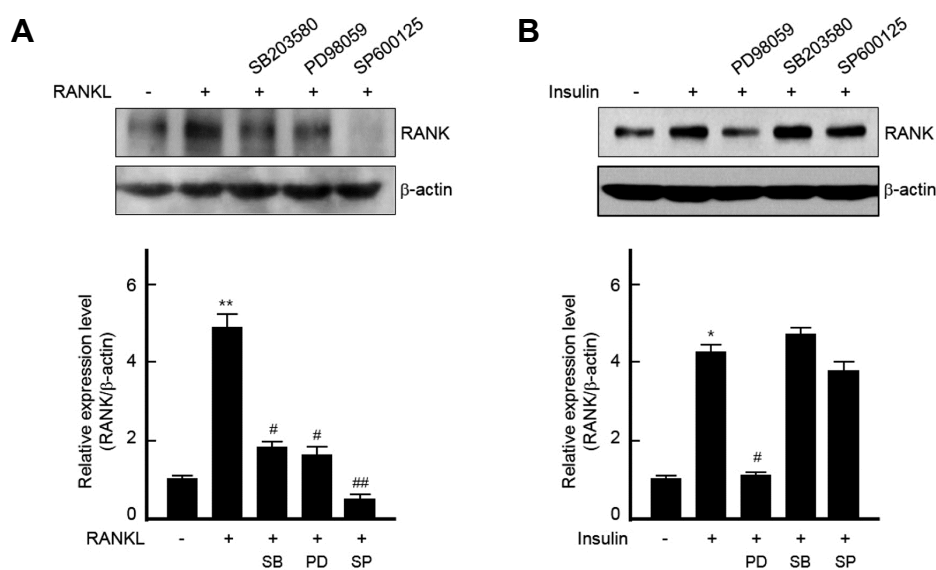 A
SB203580
PD98059
SP600125
RANKL - + + + +
RANK
β-actin
Relative expression level
(RANK/β-actin)
6
4
2
0
** # # ##
RANKL - + + + +
SB PD SP
B
PD98059
SB203580
SP600125
Insulin - + + + +
RANK
β-actin
Relative expression level
(RANK/β-actin)
6
4
2
0
* #
Insulin - + + + +
PD SB SP